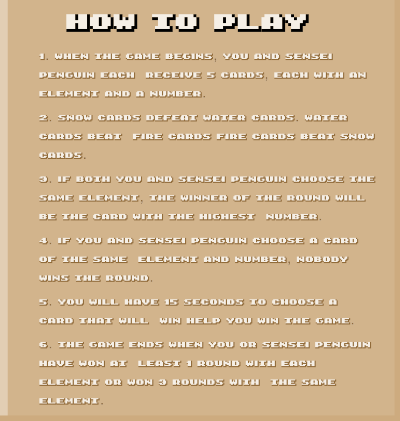 HOW TO PLAY
1. WHEN THE GAME BEGINS, YOU AND SENSEI
PENGUIN EACH RECEIVE 5 CARDS, EACH WITH AN
ELEMENT AND A NUMBER.
2. SNOW CARDS DEFEAT WATER CARDS. WATER
CARDS BEAT FIRE CARDS FIRE CARDS BEAT SNOW
CARDS.
3. IF BOTH YOU AND SENSEI PENGUIN CHOOSE THE
SAME ELEMENT, THE WINNER OF THE ROUND WILL
BE THE CARD WITH THE HIGHEST NUMBER.
4. IF YOU AND SENSEI PENGUIN CHOOSE A CARD
OF THE SAME ELEMENT AND NUMBER, NOBODY
WINS THE ROUND.
5. YOU WILL HAVE 15 SECONDS TO CHOOSE A
CARD THAT WILL WIN HELP YOU WIN THE GAME.
6. THE GAME ENDS WHEN YOU OR SENSEI PENGUIN
HAVE WON AT LEAST 1 ROUND WITH EACH
ELEMENT OR WON 3 ROUNDS WITH THE SAME
ELEMENT.